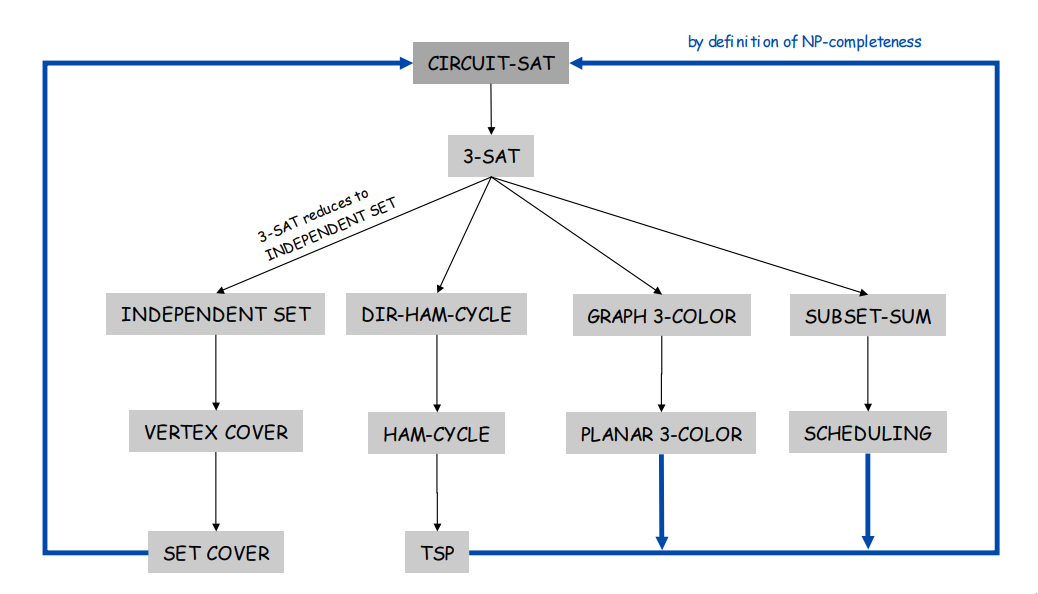 by definition of NP-completeness
CIRCUIT-SAT
3-SAT
3-SAT reduces to
INDEPENDENT SET
INDEPENDENT SET
DIR-HAM-CYCLE
GRAPH 3-COLOR
SUBSET-SUM
VERTEX COVER
HAM-CYCLE
PLANAR 3-COLOR
SCHEDULING
SET COVER
TSP